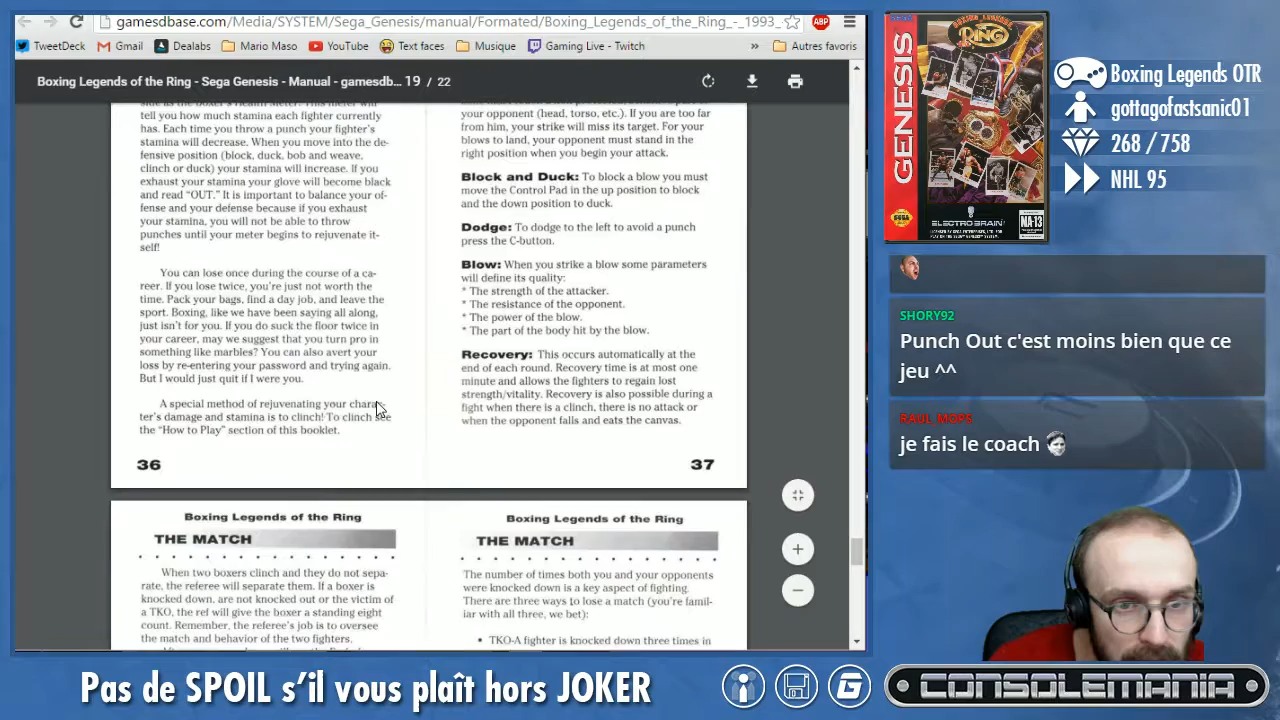 gamesdbase.com/Media/SYSTEM/Sega_Genesis/manual/Formated/Boxing_Legends_of_the_Ring_-_1993_
ABP
TweetDeck Gmail Dealabs Mario Maso YouTube Text faces Musique Gaming Live - Twitch » Autres favoris
Boxing Legends of the Ring - Sega Genesis - Manual - gamesdb... 19 / 22
side as the boxer's Health Meter. This meter will
tell you how much stamina each fighter currently
has. Each time you throw a punch your fighter's
stamina will decrease. When you move into the de-
fensive position (block, duck, bob and weave,
clinch or duck) your stamina will increase. If you
exhaust your stamina your glove will become black
and read "OUT." It is important to balance your of-
fense and your defense because if you exhaust
your stamina, you will not be able to throw
punches until your meter begins to rejuvenate it-
self!
You can lose once during the course of a ca-
reer. If you lose twice, you're just not worth the
time. Pack your bags, find a day job, and leave the
sport. Boxing, like we have been saying all along,
just isn't for you. If you do suck the floor twice in
your career, may we suggest that you turn pro in
something like marbles? You can also avert your
loss by re-entering your password and trying again.
But I would just quit if I were you.
A special method of rejuvenating your charac-
ter's damage and stamina is to clinch! To clinch see
the "How to Play" section of this booklet.
36
your opponent (head, torso, etc.). If you are too far
from him, your strike will miss its target. For your
blows to land, your opponent must stand in the
right position when you begin your attack.
Block and Duck: To block a blow you must
move the Control Pad in the up position to block
and the down position to duck.
Dodge: To dodge to the left to avoid a punch
press the C-button.
Blow: When you strike a blow some parameters
will define its quality:
* The strength of the attacker.
* The resistance of the opponent.
* The power of the blow.
* The part of the body hit by the blow.
Recovery: This occurs automatically at the
end of each round. Recovery time is at most one
minute and allows the fighters to regain lost
strength/vitality. Recovery is also possible during a
fight when there is a clinch, there is no attack or
when the opponent falls and eats the canvas.
37
Boxing Legends of the Ring
THE MATCH
When two boxers clinch and they do not sepa-
rate, the referee will separate them. If a boxer is
knocked down, are not knocked out or the victim of
a TKO, the ref will give the boxer a standing eight
count. Remember, the referee's job is to oversee
the match and behavior of the two fighters.
Boxing Legends of the Ring
THE MATCH
The number of times both you and your opponents
were knocked down is a key aspect of fighting.
There are three ways to lose a match (you're famil-
iar with all three, we bet):
• TKO-A fighter is knocked down three times in
GENESIS
RING
ELECTRO BRAIN
MA-13
Boxing Legends OTR
gottagofastsanic01
268 / 758
NHL 95
SHORY92
Punch Out c'est moins bien que ce
jeu ^^
RAUL_MOPS
je fais le coach
Pas de SPOIL s'il vous plaît hors JOKER
G
CONSOLEMANIA